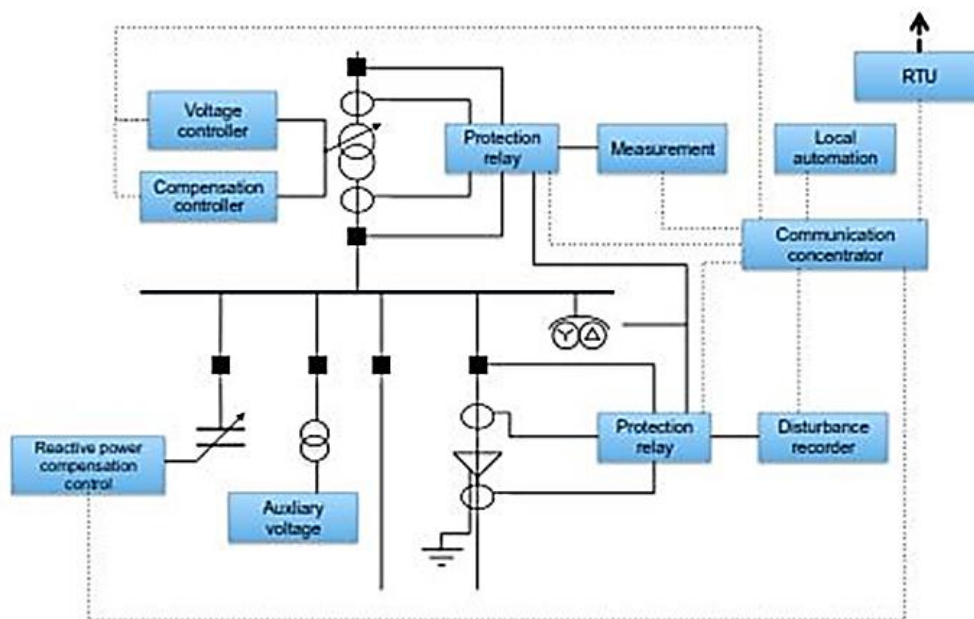 RTU
Voltage
controller
Protection
relay
Measurement
Local
automation
Compensation
controller
Communication
concentrator
Reactive power
compensation
control
Auxiliary
voltage
Protection
relay
Disturbance
recorder